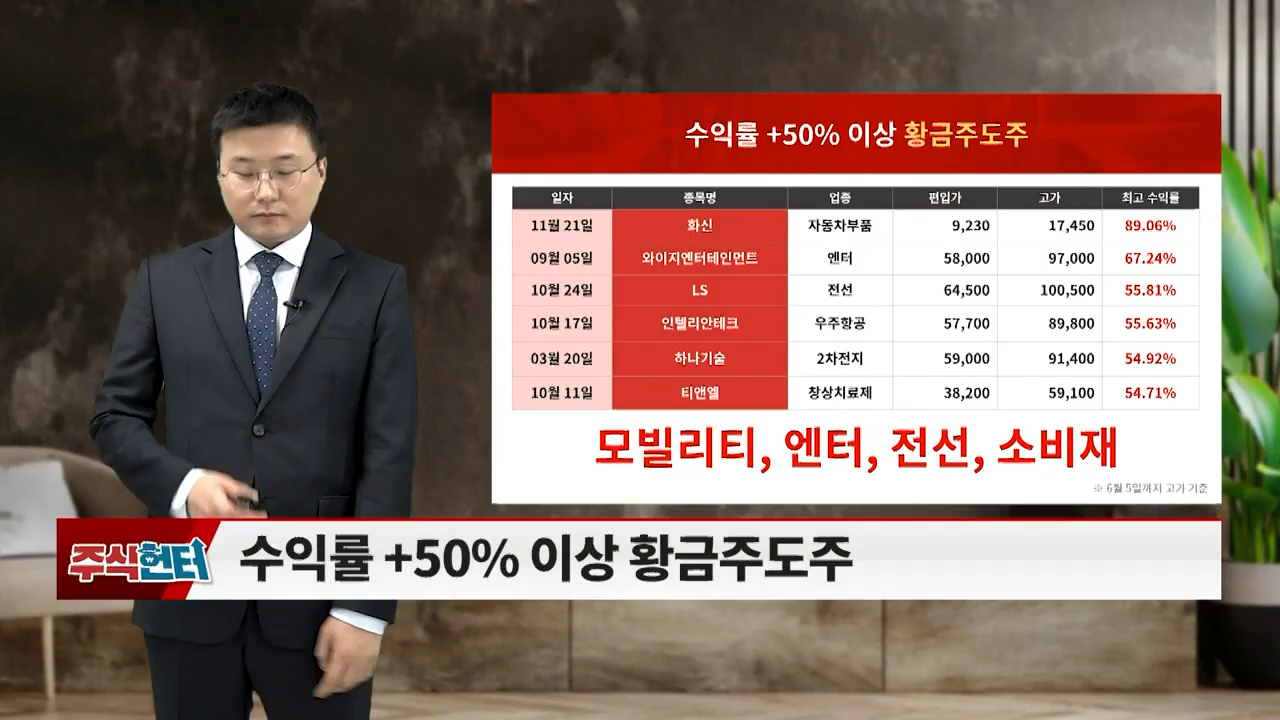 수익률 +50% 이상 황금주도주
일자 종목명 업종 편입가 고가 최고 수익률
11월 21일 화신 자동차부품 9,230 17,450 89.06%
09월 05일 와이지엔터테인먼트 엔터 58,000 97,000 67.24%
10월 24일 LS 전선 64,500 100,500 55.81%
10월 17일 인텔리안테크 우주항공 57,700 89,800 55.63%
03월 20일 하나기술 2차전지 59,000 91,400 54.92%
10월 11일 티앤엘 창상치료제 38,200 59,100 54.71%
모빌리티, 엔터, 전선, 소비재
※ 6월 5일까지 고가 기준
주식헌터 수익률 +50% 이상 황금주도주